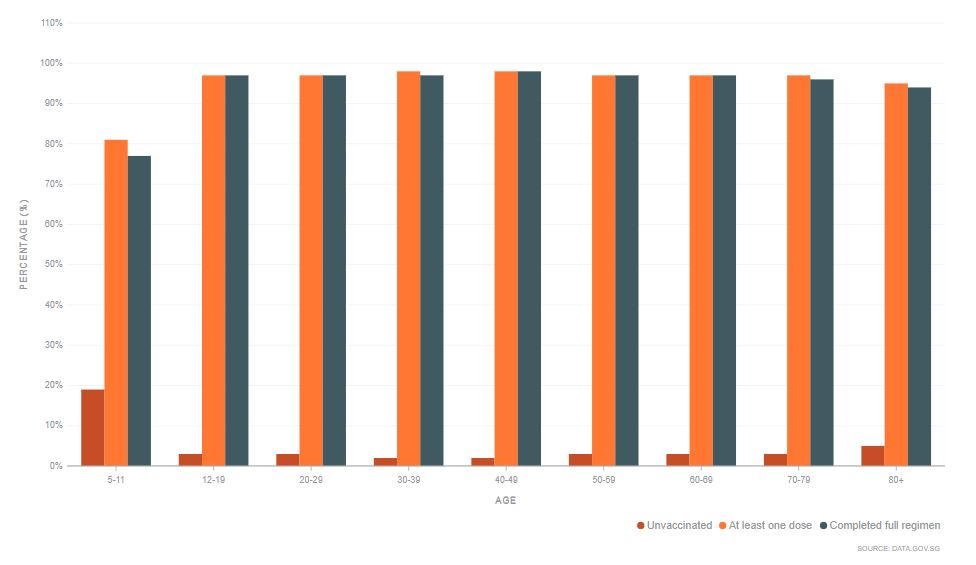 110%
100%
90%
80%
70%
60%
50%
40%
30%
20%
10%
0%
PERCENTAGE (%)
5-11 12-19 20-29 30-39 40-49 50-59 60-69 70-79 80+
AGE
Unvaccinated At least one dose Completed full regimen
SOURCE: DATA.GOV.SG